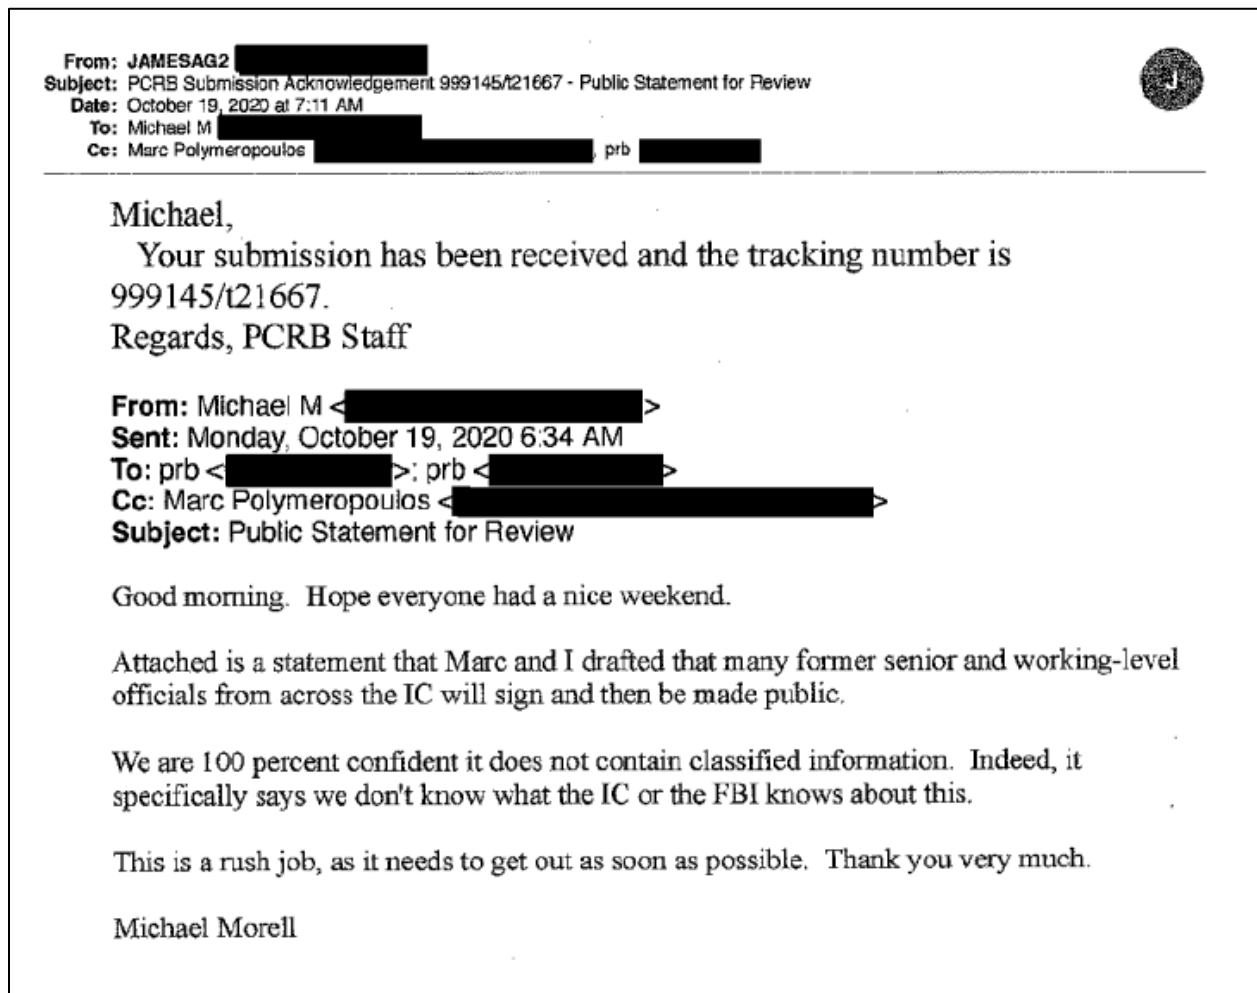 From: JAMESAG2
Subject: PCRB Submission Acknowledgement 999145/t21667 - Public Statement for Review
Date: October 19, 2020 at 7:11 AM
To: Michael M
Cc: Marc Polymeropoulos , prb
J
Michael,
Your submission has been received and the tracking number is
999145/t21667.
Regards, PCRB Staff
From: Michael M < >
Sent: Monday, October 19, 2020 6:34 AM
To: prb < >; prb < >
Cc: Marc Polymeropoulos < >
Subject: Public Statement for Review
Good morning. Hope everyone had a nice weekend.
Attached is a statement that Marc and I drafted that many former senior and working-level
officials from across the IC will sign and then be made public.
We are 100 percent confident it does not contain classified information. Indeed, it
specifically says we don't know what the IC or the FBI knows about this.
This is a rush job, as it needs to get out as soon as possible. Thank you very much.
Michael Morell